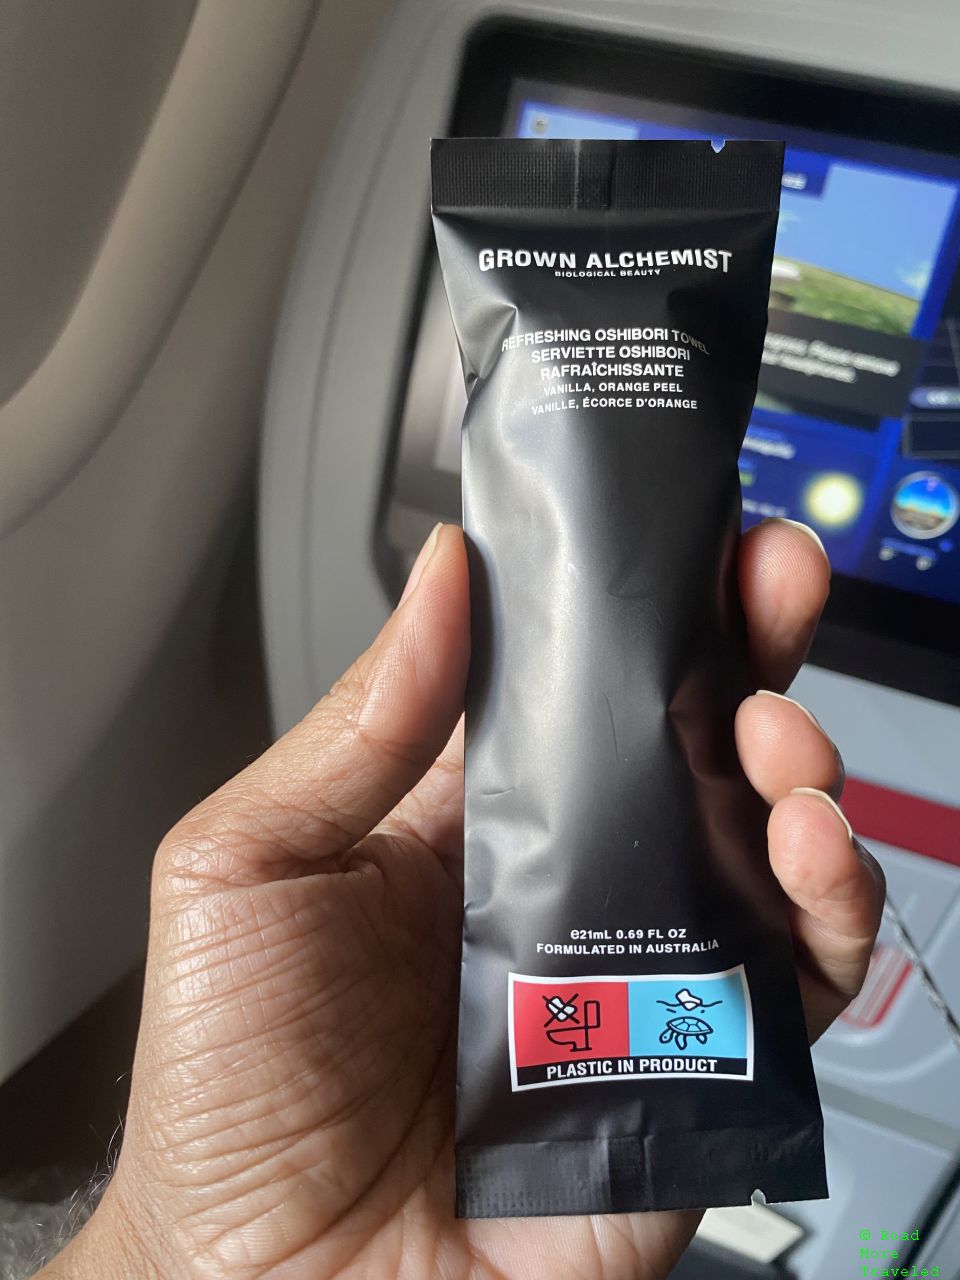 GROWN ALCHEMIST
BIOLOGICAL BEAUTY
REFRESHING OSHIBORI TOWEL
SERVIETTE OSHIBORI
RAFRAÎCHISSANTE
VANILLA, ORANGE PEEL
VANILLE, ÉCORCE D'ORANGE
℮21mL 0.69 FL OZ
FORMULATED IN AUSTRALIA
PLASTIC IN PRODUCT
© Road
More
Traveled